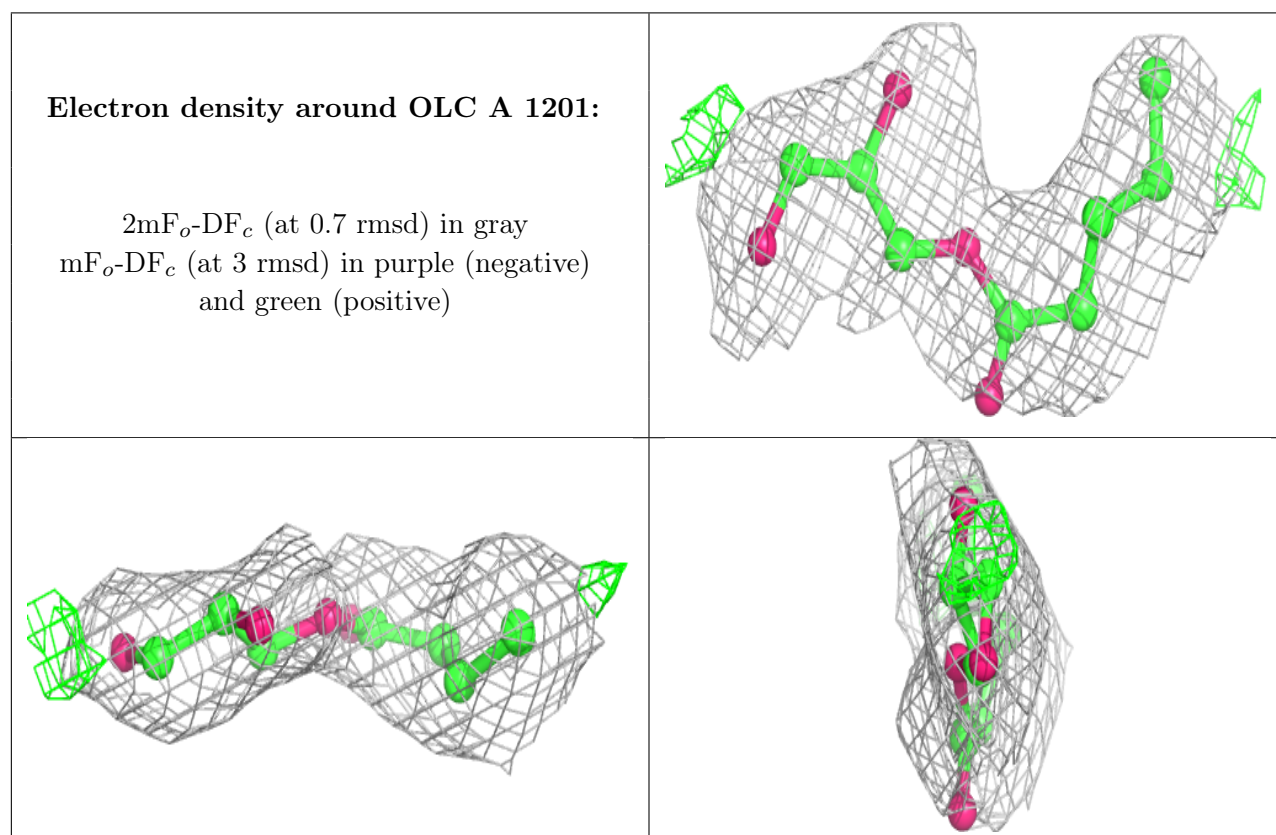 Electron density around OLC A 1201:
2mFo-DFc (at 0.7 rmsd) in gray
mFo-DFc (at 3 rmsd) in purple (negative)
and green (positive)